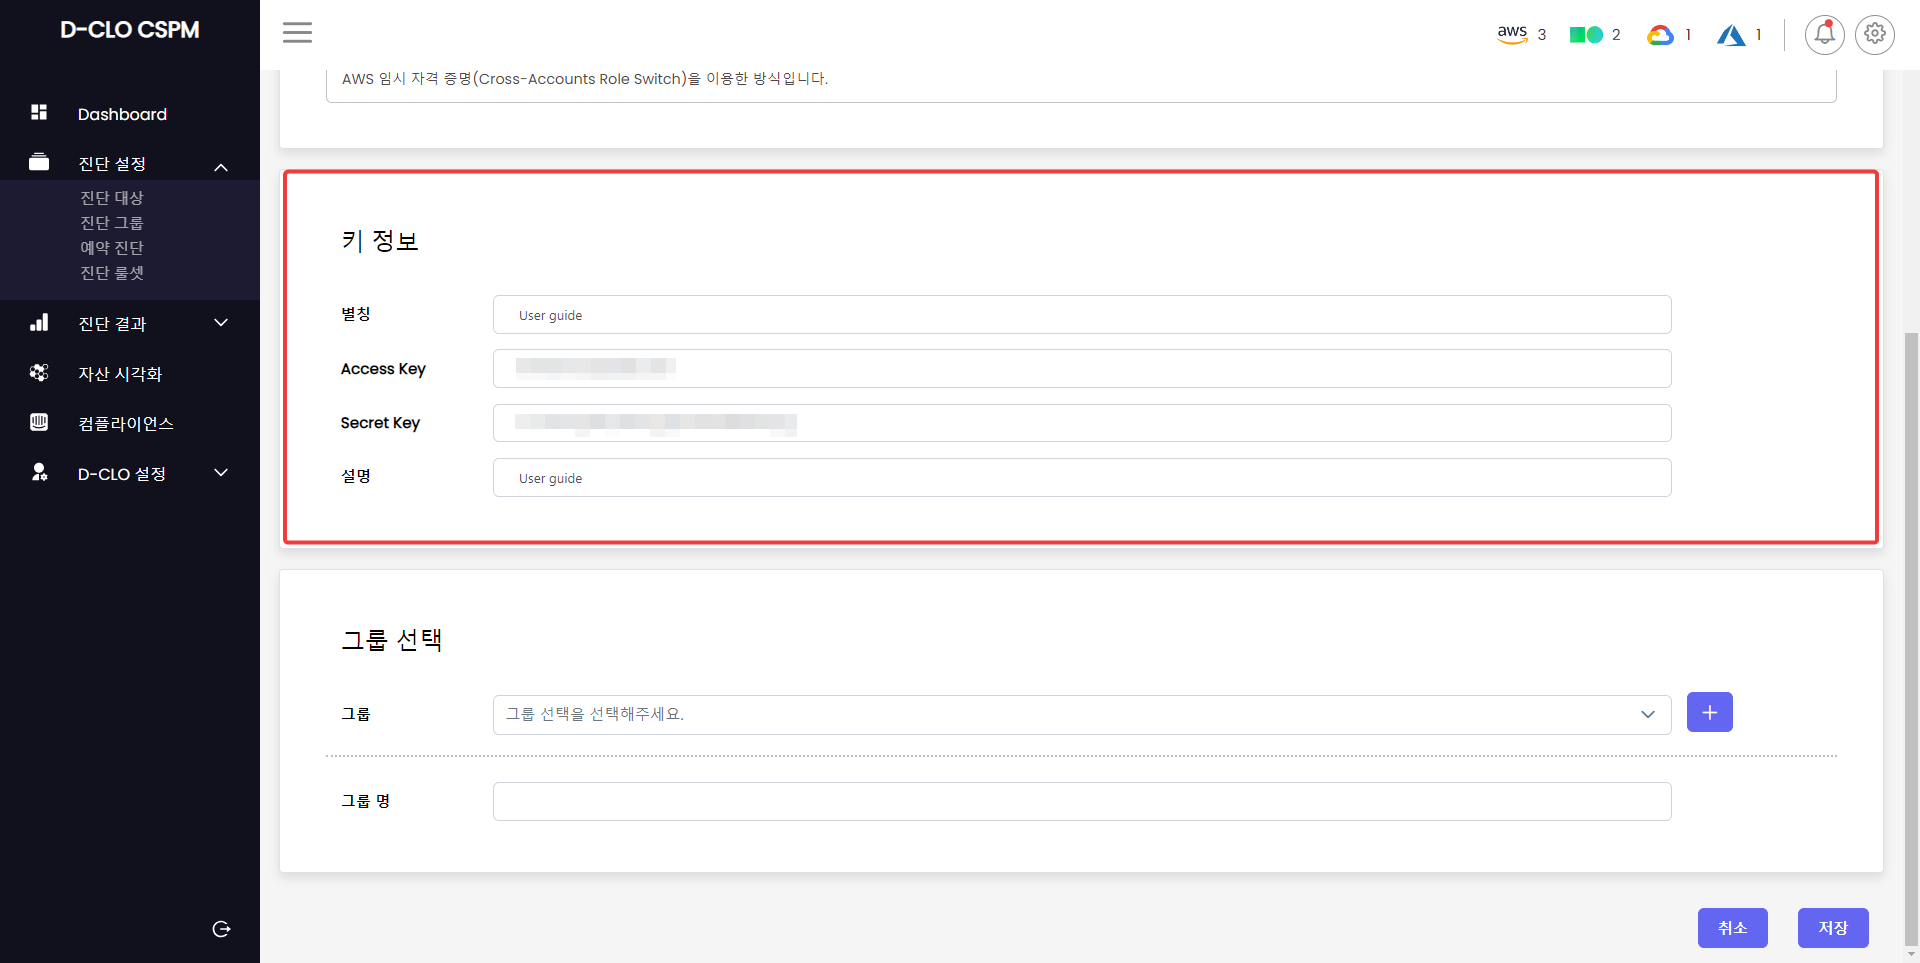 D-CLO CSPM
aws 3 2 1 1
Dashboard
진단 설정
진단 대상
진단 그룹
예약 진단
진단 룰셋
진단 결과
자산 시각화
컴플라이언스
D-CLO 설정
AWS 임시 자격 증명(Cross-Accounts Role Switch)을 이용한 방식입니다.
키 정보
별칭 User guide
Access Key
Secret Key
설명 User guide
그룹 선택
그룹 그룹 선택을 선택해주세요.
그룹 명
취소 저장